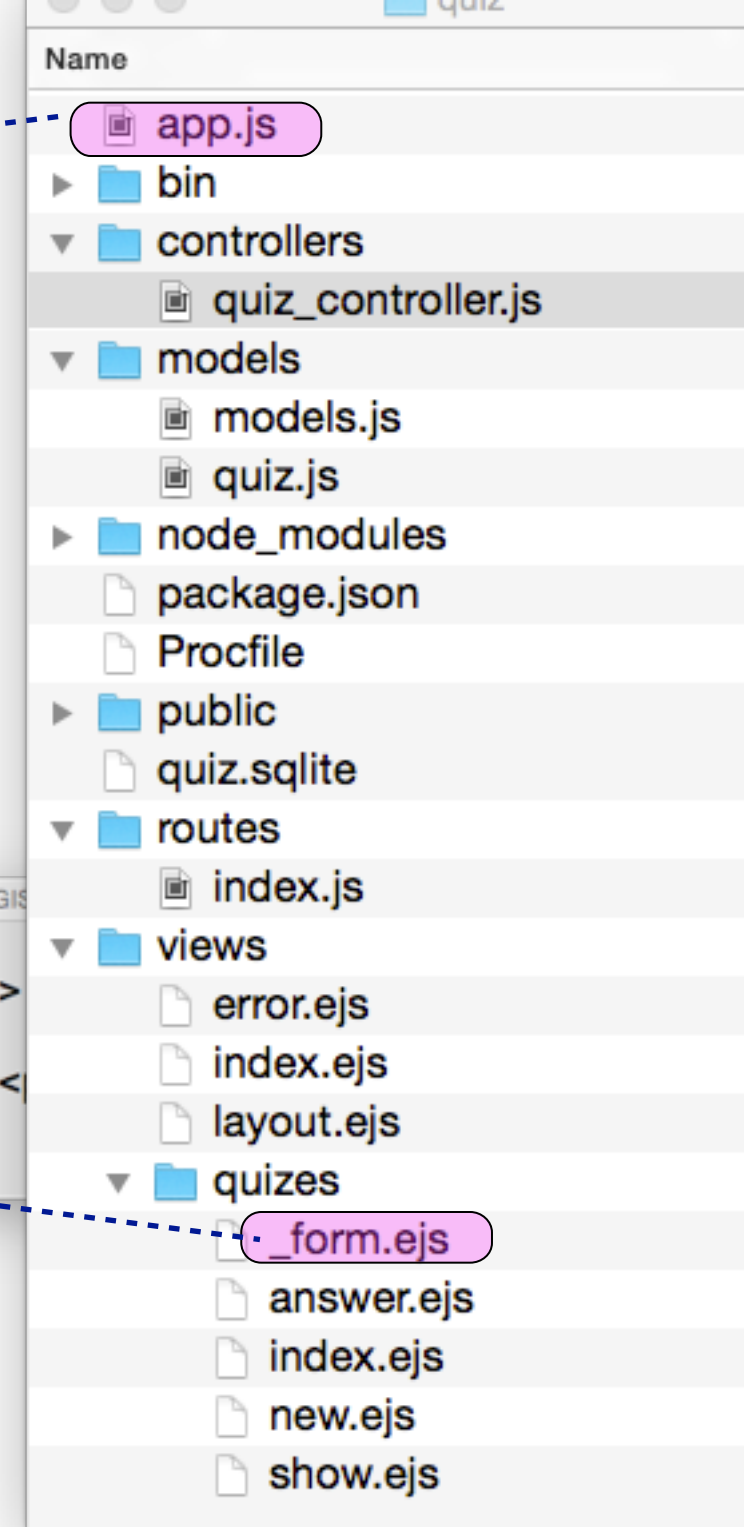 quiz
Name
app.js
bin
controllers
quiz_controller.js
models
models.js
quiz.js
node_modules
package.json
Procfile
public
quiz.sqlite
routes
index.js
views
>
error.ejs
index.ejs
<
layout.ejs
quizes
_form.ejs
answer.ejs
index.ejs
new.ejs
show.ejs